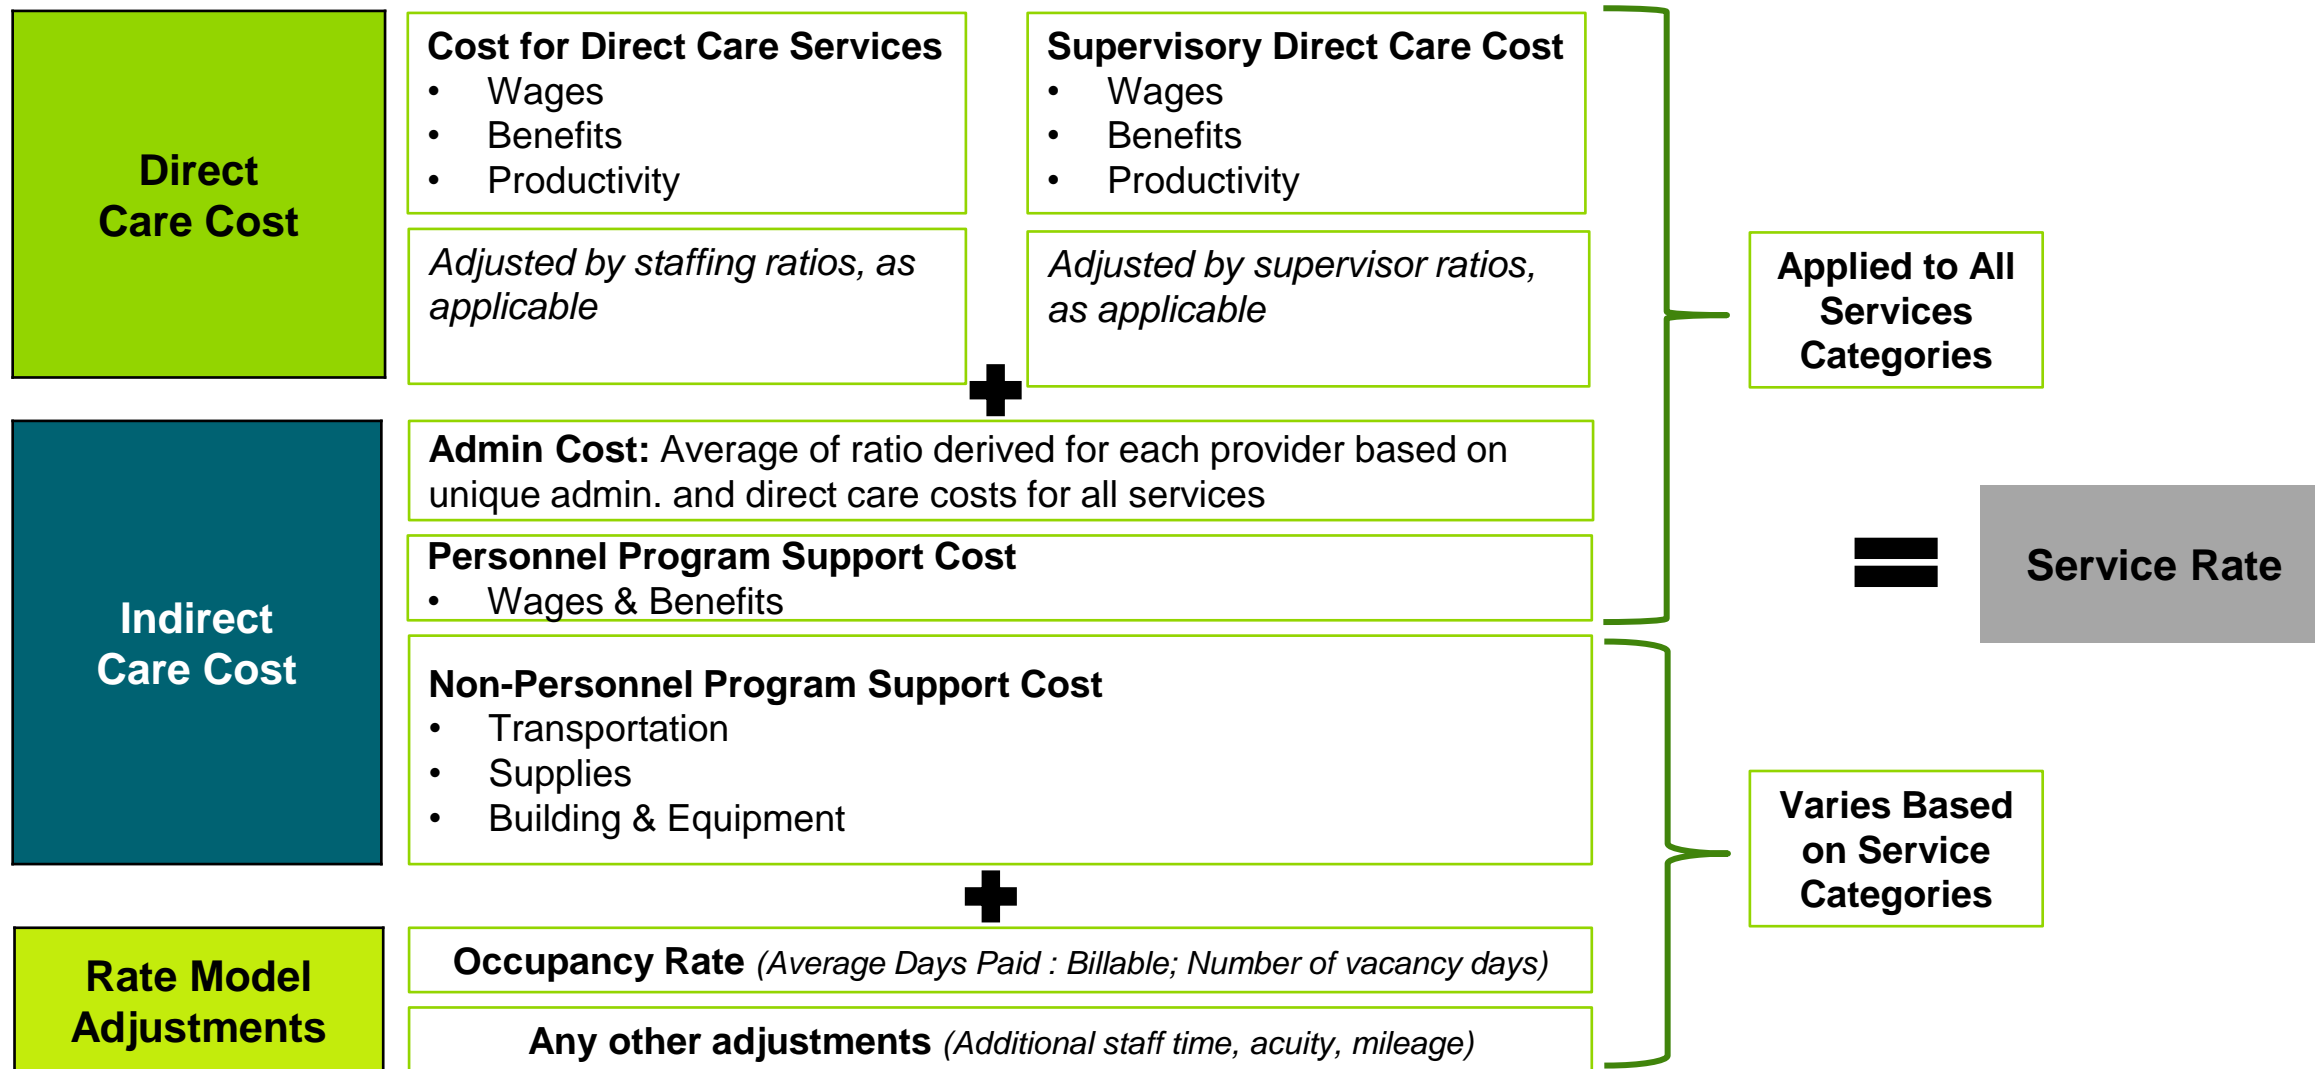 Direct
Care Cost
Cost for Direct Care Services
• Wages
• Benefits
• Productivity
Supervisory Direct Care Cost
• Wages
• Benefits
• Productivity
Adjusted by staffing ratios, as
applicable
Adjusted by supervisor ratios,
as applicable
Applied to All
Services
Categories
Indirect
Care Cost
Admin Cost: Average of ratio derived for each provider based on
unique admin. and direct care costs for all services
Personnel Program Support Cost
• Wages & Benefits
Non-Personnel Program Support Cost
• Transportation
• Supplies
• Building & Equipment
Service Rate
Varies Based
on Service
Categories
Rate Model
Adjustments
Occupancy Rate (Average Days Paid : Billable; Number of vacancy days)
Any other adjustments (Additional staff time, acuity, mileage)